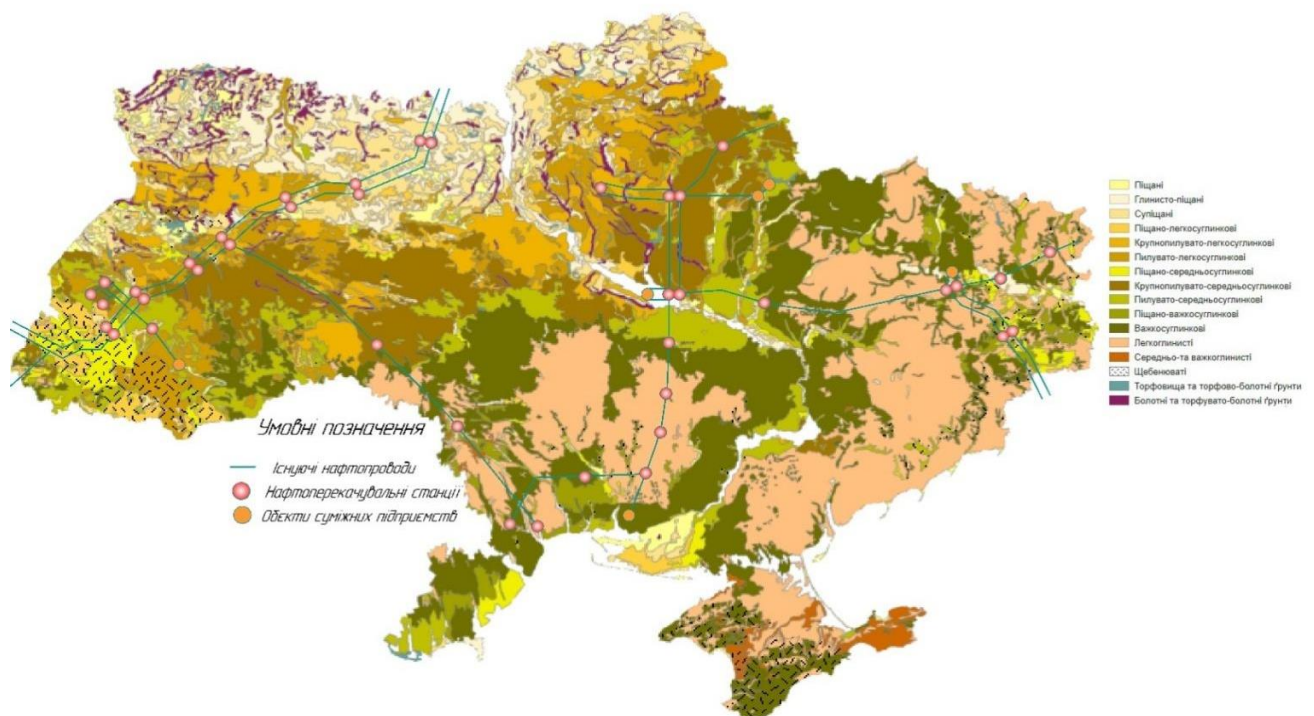 Піщані
Глинисто-піщані
Супіщані
Піщано-легкосуглинкові
Крупнопилувато-легкосуглинкові
Пилувато-легкосуглинкові
Піщано-середньосуглинкові
Крупнопилувато-середньосуглинкові
Пилувато-середньосуглинкові
Піщано-важкосуглинкові
Важкосуглинкові
Легкоглинисті
Середньо-та важкоглинисті
Щебенюваті
Торфовища та торфово-болотні ґрунти
Болотні та торфувато-болотні ґрунти
Умовні позначення
Існуючі нафтопроводи
Нафтоперекачувальні станції
Обєкти суміжних підприємств